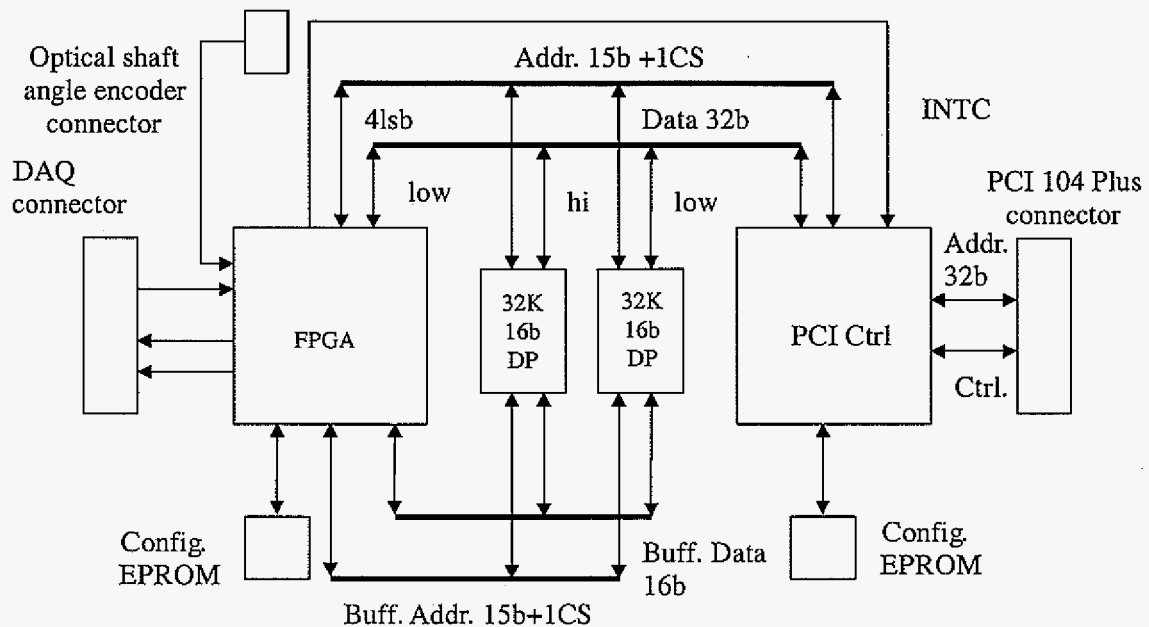 Optical shaft
angle encoder
connector
Addr. 15b +1CS
4lsb
Data 32b
INTC
DAQ
connector
low
hi
low
PCI 104 Plus
connector
Addr.
32b
FPGA
32K
16b
DP
32K
16b
DP
PCI Ctrl
Ctrl.
Config.
EPROM
Buff. Data
16b
Config.
EPROM
Buff. Addr. 15b+1CS